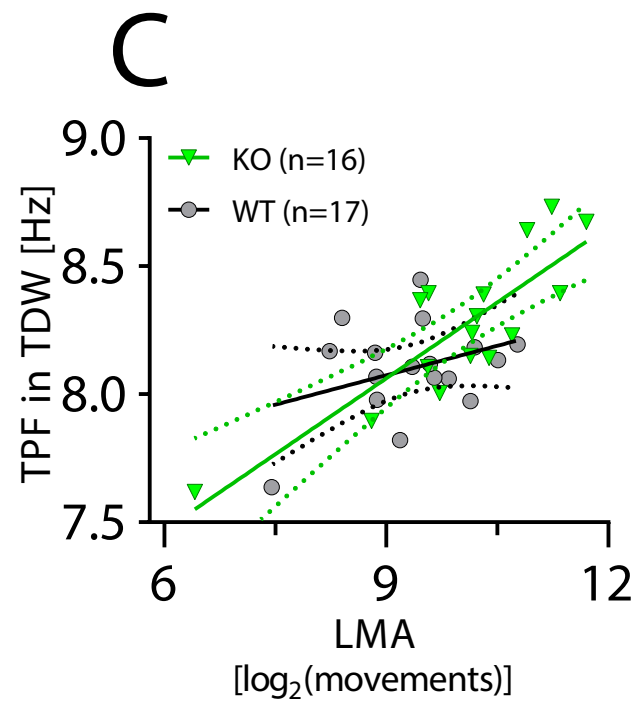 C
9.0
KO (n=16)
WT (n=17)
8.5
8.0
7.5
TPF in TDW [Hz]
6 9 12
LMA
[log₂(movements)]